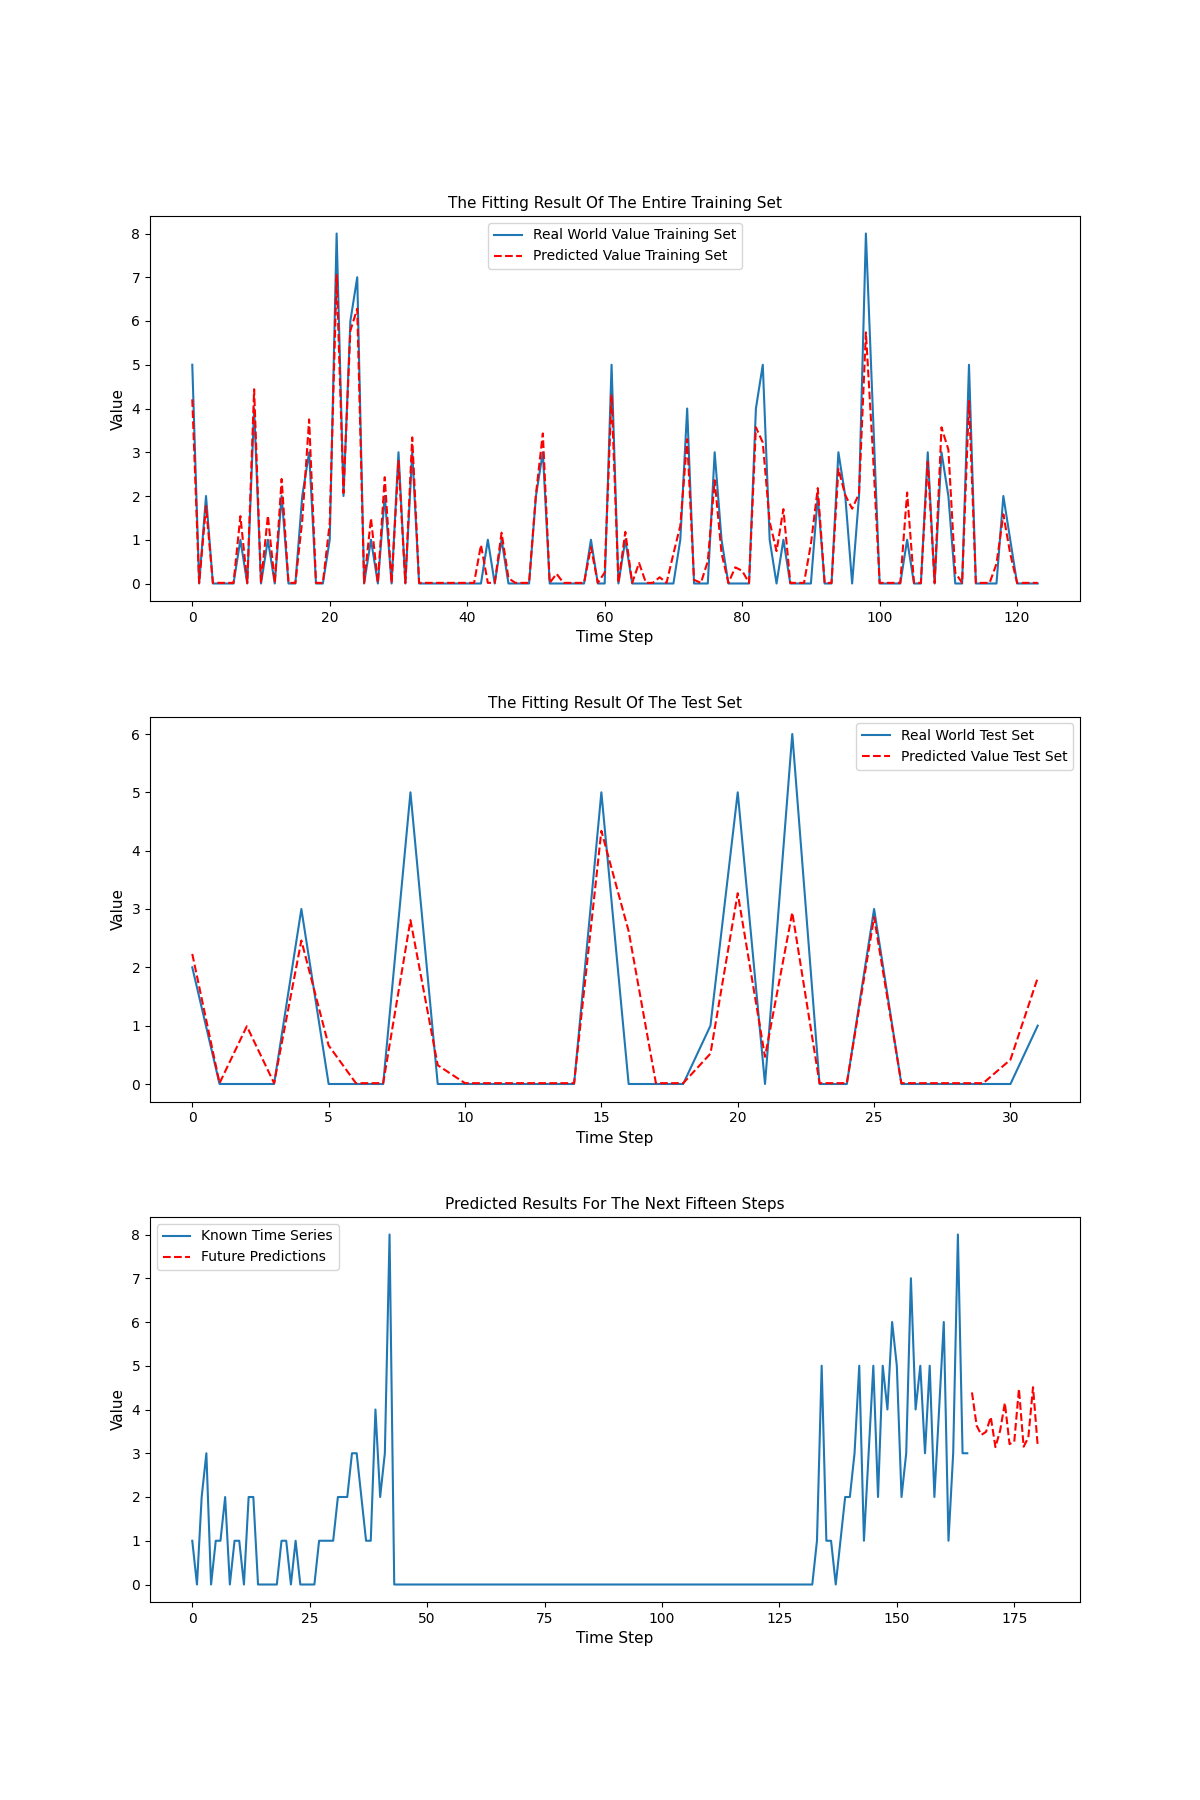 The Fitting Result Of The Entire Training Set
Real World Value Training Set
Predicted Value Training Set
Value
8
7
6
5
4
3
2
1
0
0 20 40 60 80 100 120
Time Step
The Fitting Result Of The Test Set
Real World Test Set
Predicted Value Test Set
Value
6
5
4
3
2
1
0
0 5 10 15 20 25 30
Time Step
Predicted Results For The Next Fifteen Steps
Known Time Series
Future Predictions
Value
8
7
6
5
4
3
2
1
0
0 25 50 75 100 125 150 175
Time Step